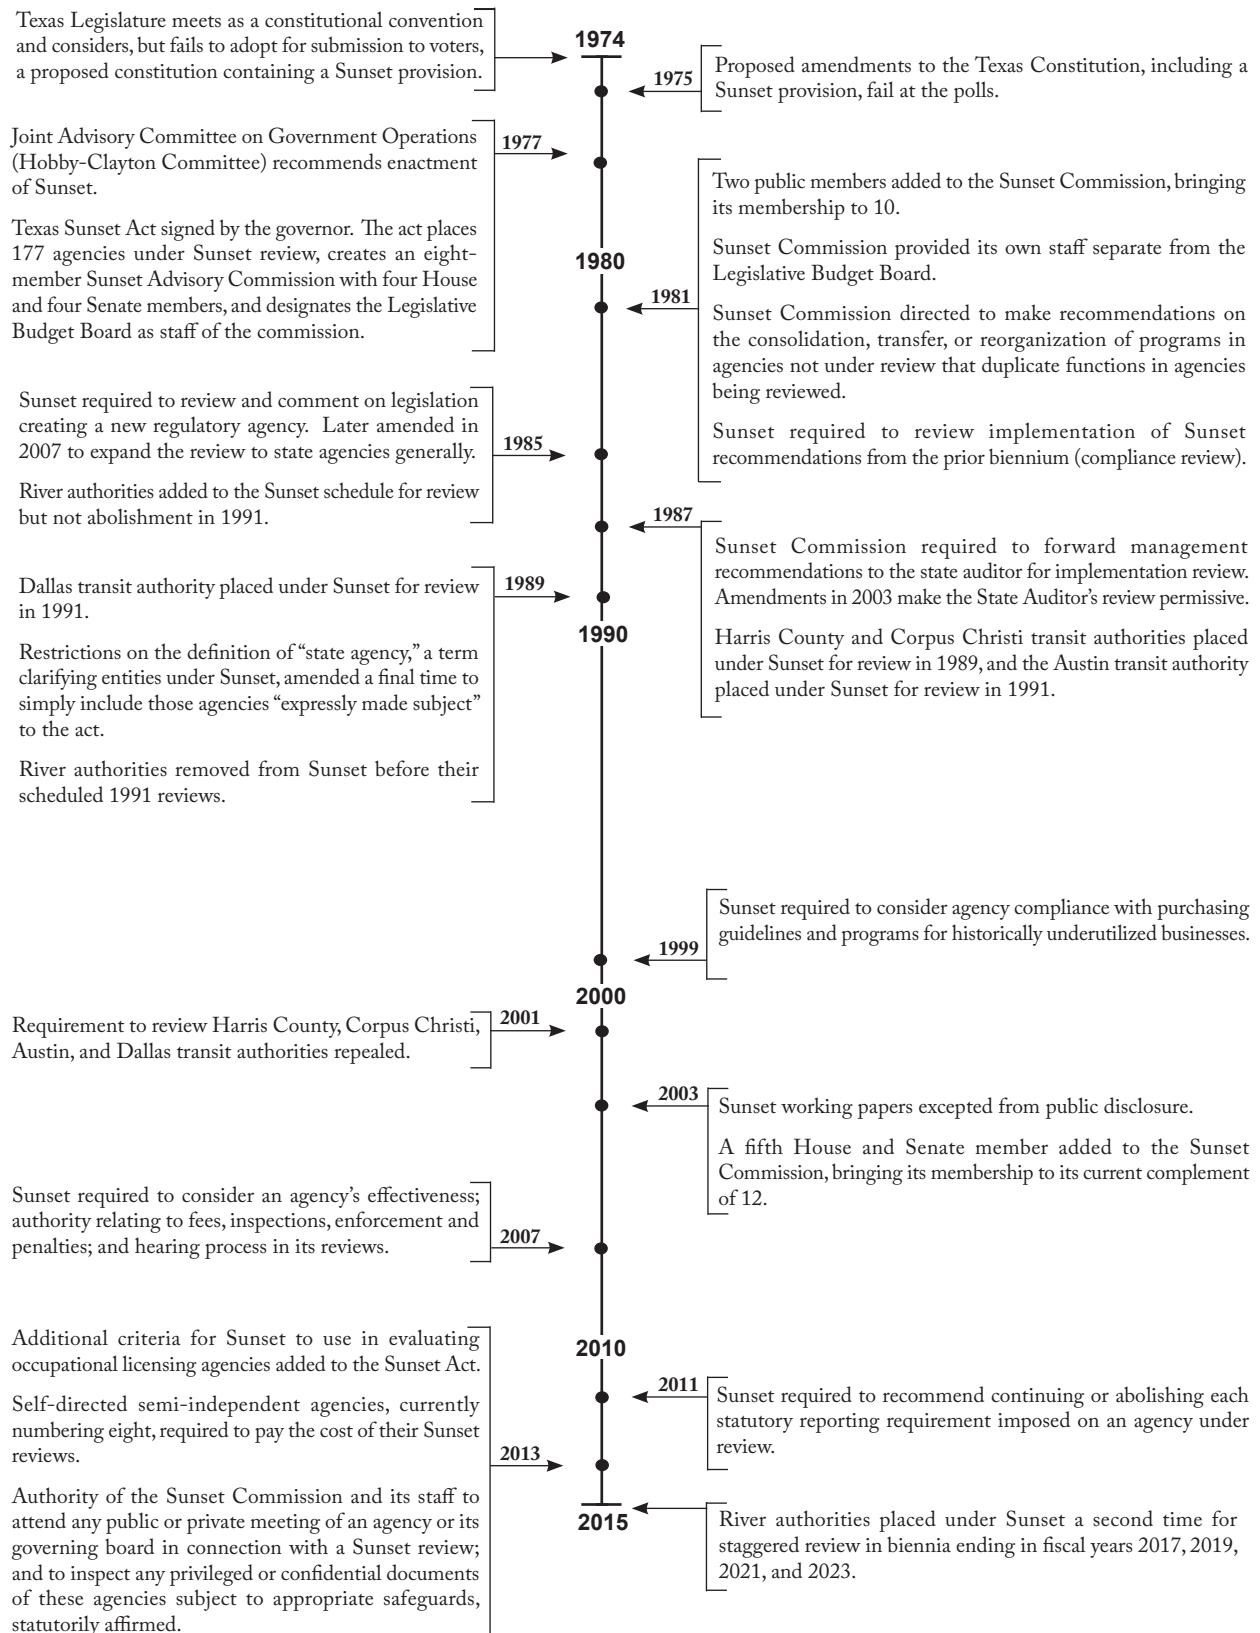 Texas Legislature meets as a constitutional convention
and considers, but fails to adopt for submission to voters,
a proposed constitution containing a Sunset provision.
1974
1975
Proposed amendments to the Texas Constitution, including a
Sunset provision, fail at the polls.
Joint Advisory Committee on Government Operations
(Hobby-Clayton Committee) recommends enactment
of Sunset.
Texas Sunset Act signed by the governor. The act places
177 agencies under Sunset review, creates an eight-
member Sunset Advisory Commission with four House
and four Senate members, and designates the Legislative
Budget Board as staff of the commission.
1977
1980
1981
Two public members added to the Sunset Commission, bringing
its membership to 10.
Sunset Commission provided its own staff separate from the
Legislative Budget Board.
Sunset Commission directed to make recommendations on
the consolidation, transfer, or reorganization of programs in
agencies not under review that duplicate functions in agencies
being reviewed.
Sunset required to review implementation of Sunset
recommendations from the prior biennium (compliance review).
Sunset required to review and comment on legislation
creating a new regulatory agency. Later amended in
2007 to expand the review to state agencies generally.
River authorities added to the Sunset schedule for review
but not abolishment in 1991.
1985
1987
Sunset Commission required to forward management
recommendations to the state auditor for implementation review.
Amendments in 2003 make the State Auditor's review permissive.
Harris County and Corpus Christi transit authorities placed
under Sunset for review in 1989, and the Austin transit authority
placed under Sunset for review in 1991.
Dallas transit authority placed under Sunset for review
in 1991.
Restrictions on the definition of "state agency," a term
clarifying entities under Sunset, amended a final time to
simply include those agencies "expressly made subject"
to the act.
River authorities removed from Sunset before their
scheduled 1991 reviews.
1989
1990
1999
Sunset required to consider agency compliance with purchasing
guidelines and programs for historically underutilized businesses.
2000
Requirement to review Harris County, Corpus Christi,
Austin, and Dallas transit authorities repealed.
2001
2003
Sunset working papers excepted from public disclosure.
A fifth House and Senate member added to the Sunset
Commission, bringing its membership to its current complement
of 12.
Sunset required to consider an agency's effectiveness;
authority relating to fees, inspections, enforcement and
penalties; and hearing process in its reviews.
2007
2010
2011
Sunset required to recommend continuing or abolishing each
statutory reporting requirement imposed on an agency under
review.
Additional criteria for Sunset to use in evaluating
occupational licensing agencies added to the Sunset Act.
Self-directed semi-independent agencies, currently
numbering eight, required to pay the cost of their Sunset
reviews.
Authority of the Sunset Commission and its staff to
attend any public or private meeting of an agency or its
governing board in connection with a Sunset review;
and to inspect any privileged or confidential documents
of these agencies subject to appropriate safeguards,
statutorily affirmed.
2013
2015
River authorities placed under Sunset a second time for
staggered review in biennia ending in fiscal years 2017, 2019,
2021, and 2023.